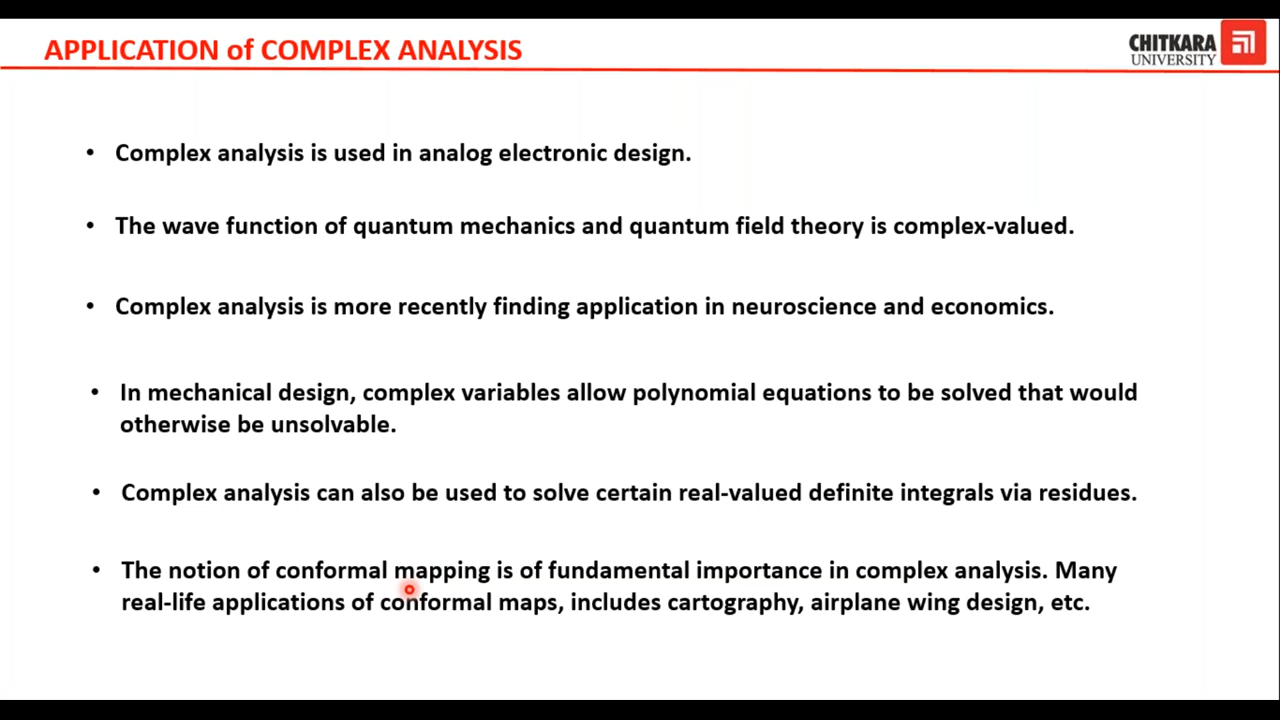 APPLICATION of COMPLEX ANALYSIS
CHITKARA
UNIVERSITY
• Complex analysis is used in analog electronic design.
• The wave function of quantum mechanics and quantum field theory is complex-valued.
• Complex analysis is more recently finding application in neuroscience and economics.
• In mechanical design, complex variables allow polynomial equations to be solved that would
otherwise be unsolvable.
• Complex analysis can also be used to solve certain real-valued definite integrals via residues.
• The notion of conformal mapping is of fundamental importance in complex analysis. Many
real-life applications of conformal maps, includes cartography, airplane wing design, etc.